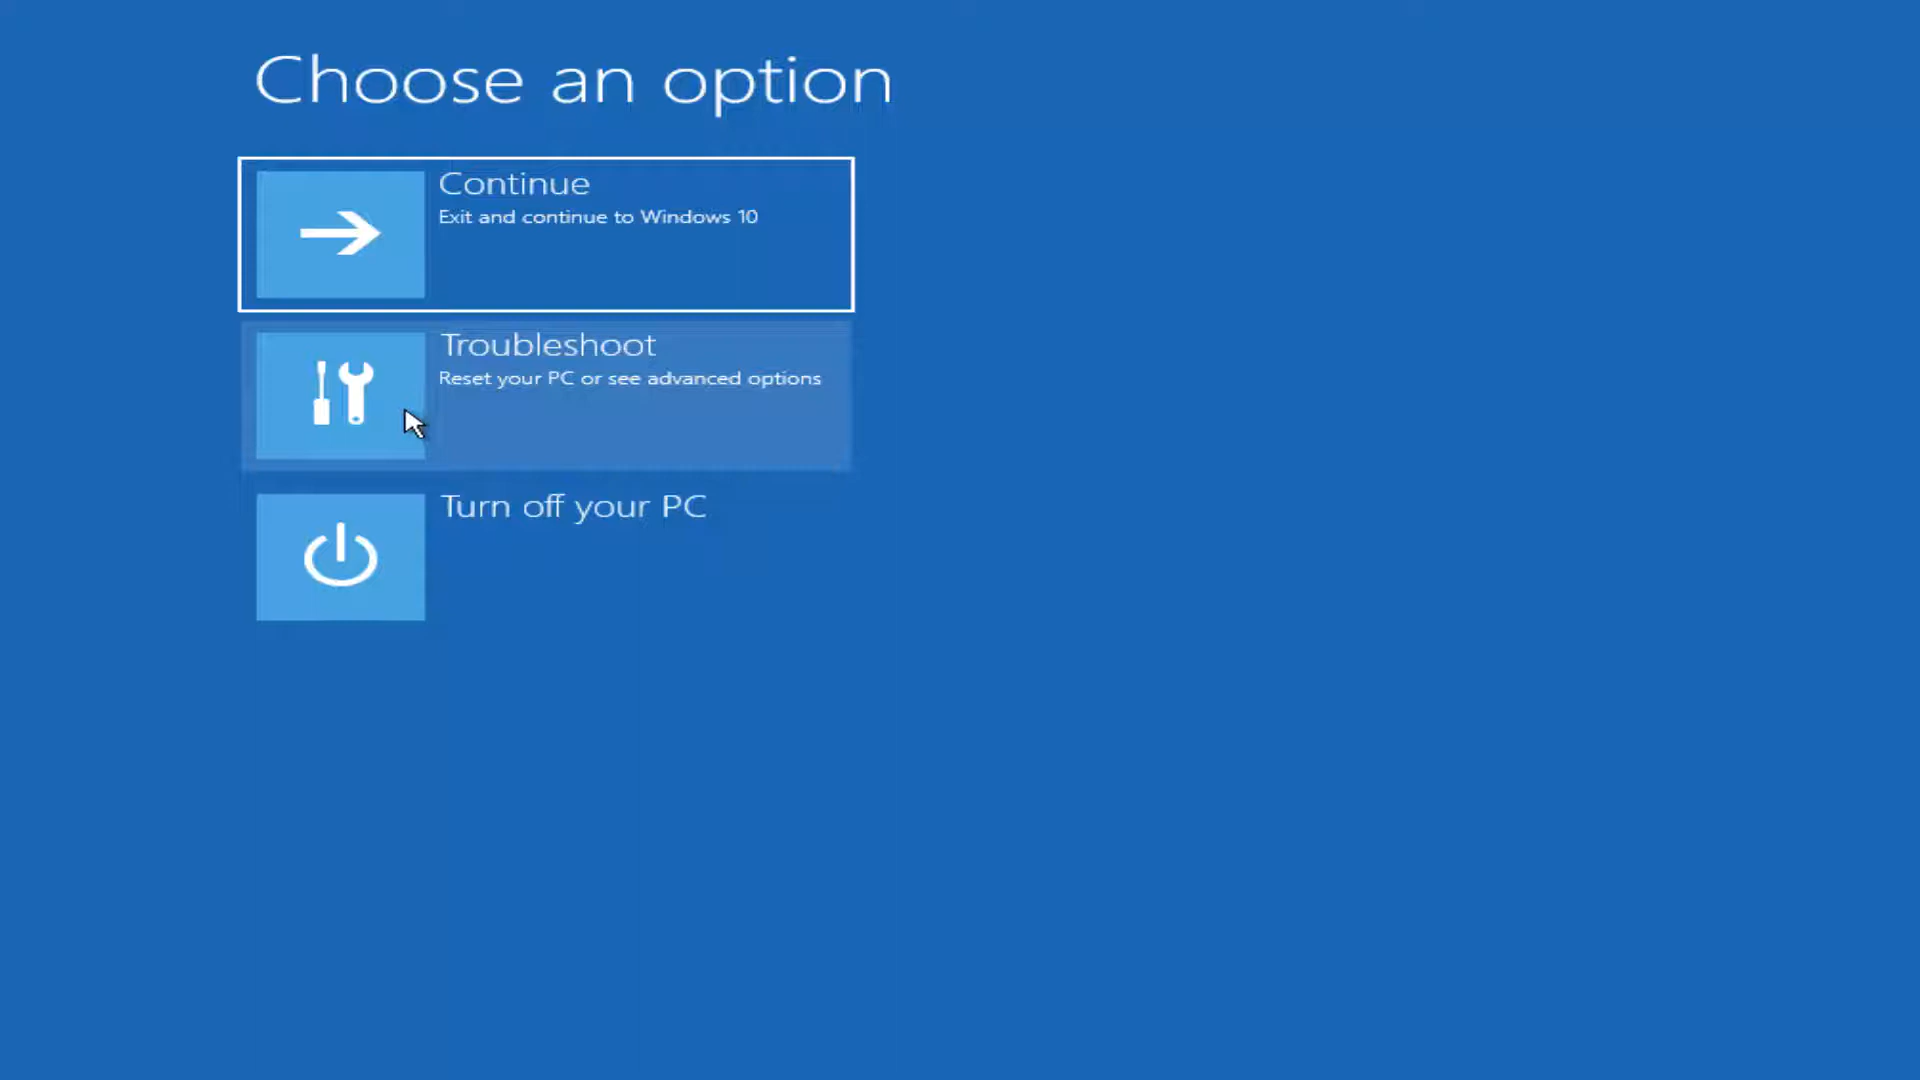 Choose an option
Continue
Exit and continue to Windows 10
Troubleshoot
Reset your PC or see advanced options
Turn off your PC